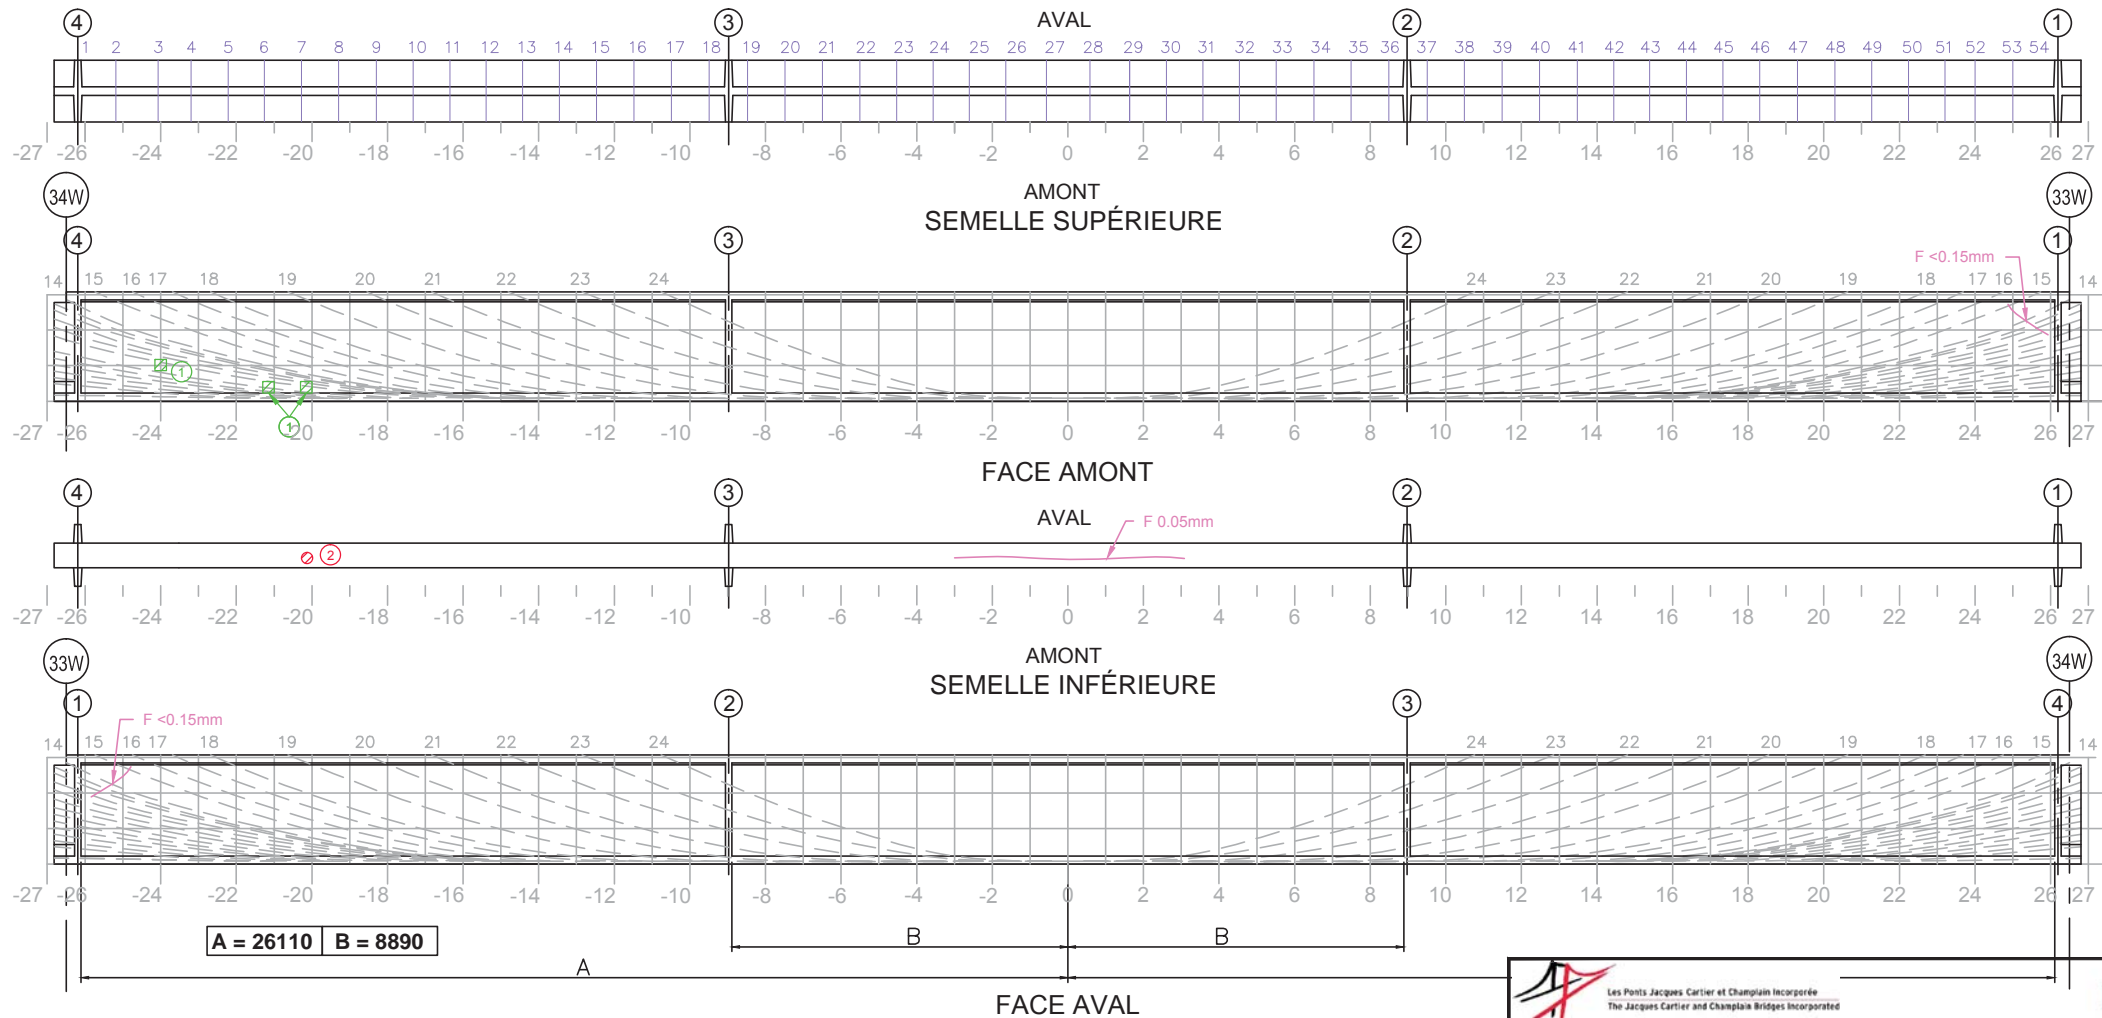 4 3 AVAL 2 1
1 2 3 4 5 6 7 8 9 10 11 12 13 14 15 16 17 18 19 20 21 22 23 24 25 26 27 28 29 30 31 32 33 34 35 36 37 38 39 40 41 42 43 44 45 46 47 48 49 50 51 52 53 54
-27 -26 -24 -22 -20 -18 -16 -14 -12 -10 -8 -6 -4 -2 0 2 4 6 8 10 12 14 16 18 20 22 24 26 27
34W AMONT 33W
SEMELLE SUPÉRIEURE
4 3 2 1
F <0.15mm
14 15 16 17 18 19 20 21 22 23 24 24 23 22 21 20 19 18 17 16 15 14
1
1
-27 -26 -24 -22 -20 -18 -16 -14 -12 -10 -8 -6 -4 -2 0 2 4 6 8 10 12 14 16 18 20 22 24 26 27
FACE AMONT
4 3 2 1
AVAL F 0.05mm
2
-27 -26 -24 -22 -20 -18 -16 -14 -12 -10 -8 -6 -4 -2 0 2 4 6 8 10 12 14 16 18 20 22 24 26 27
33W AMONT 34W
SEMELLE INFÉRIEURE
1 2 3 4
F <0.15mm
14 15 16 17 18 19 20 21 22 23 24 24 23 22 21 20 19 18 17 16 15 14
-27 -26 -24 -22 -20 -18 -16 -14 -12 -10 -8 -6 -4 -2 0 2 4 6 8 10 12 14 16 18 20 22 24 26 27
A = 26110 B = 8890
B B
A
FACE AVAL
Les Ponts Jacques Cartier et Champlain Incorporée
The Jacques Cartier and Champlain Bridges Incorporated